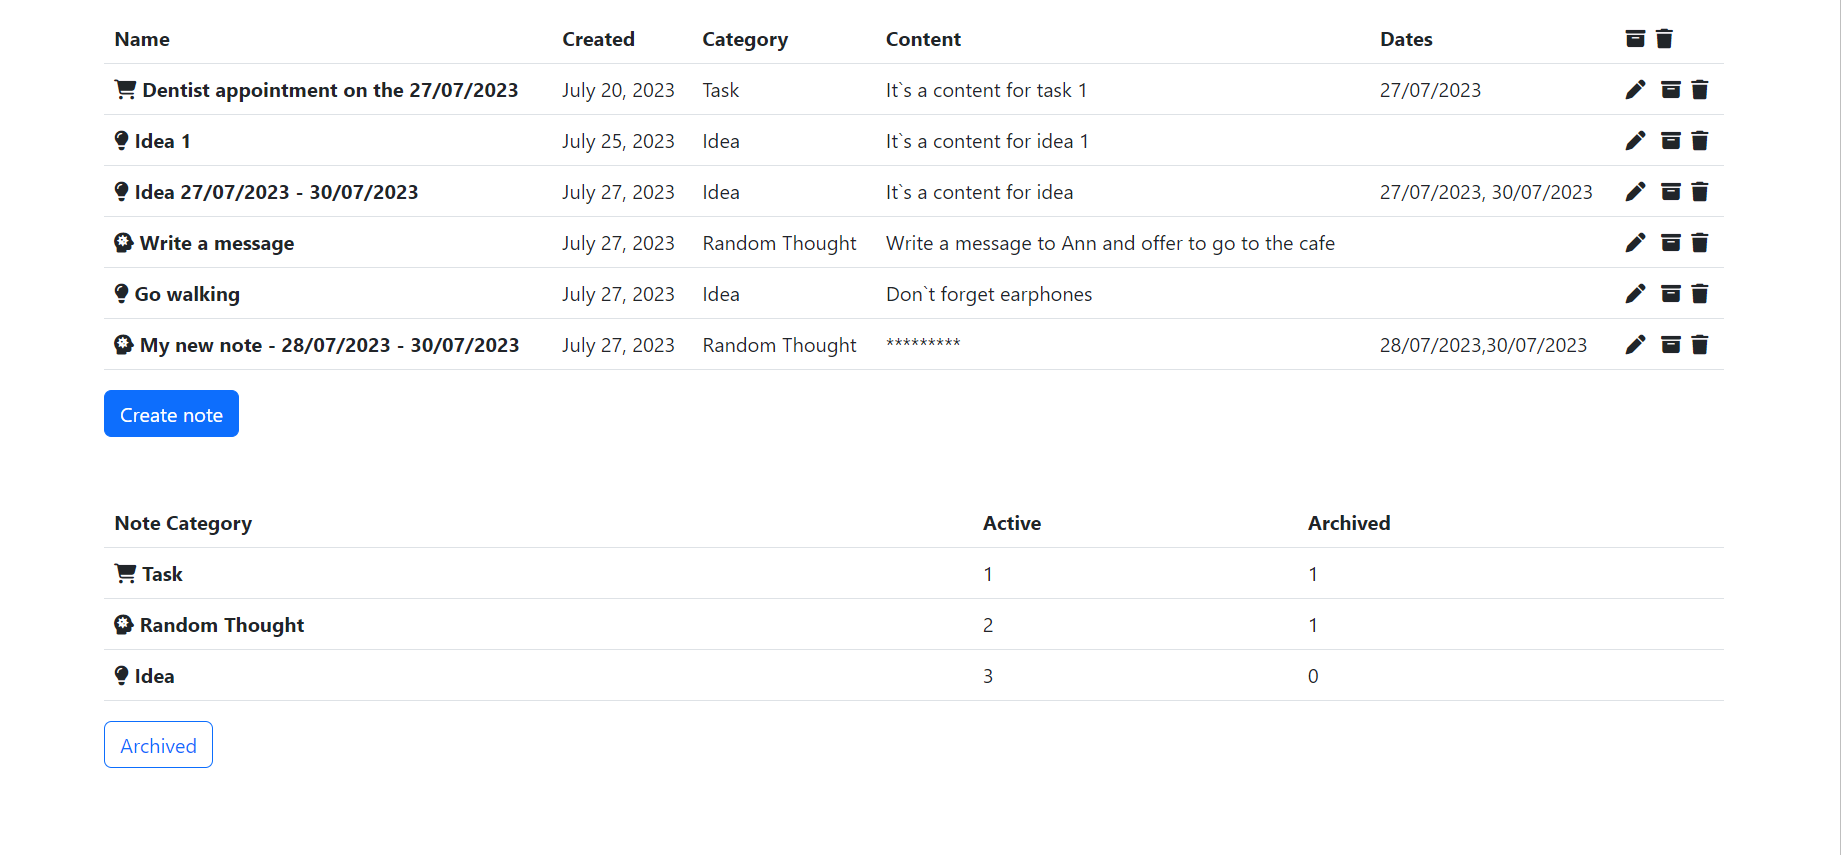 Name Created Category Content Dates
Dentist appointment on the 27/07/2023 July 20, 2023 Task It`s a content for task 1 27/07/2023
Idea 1 July 25, 2023 Idea It`s a content for idea 1
Idea 27/07/2023 - 30/07/2023 July 27, 2023 Idea It`s a content for idea 27/07/2023, 30/07/2023
Write a message July 27, 2023 Random Thought Write a message to Ann and offer to go to the cafe
Go walking July 27, 2023 Idea Don`t forget earphones
My new note - 28/07/2023 - 30/07/2023 July 27, 2023 Random Thought ********* 28/07/2023,30/07/2023
Create note
Note Category Active Archived
Task 1 1
Random Thought 2 1
Idea 3 0
Archived